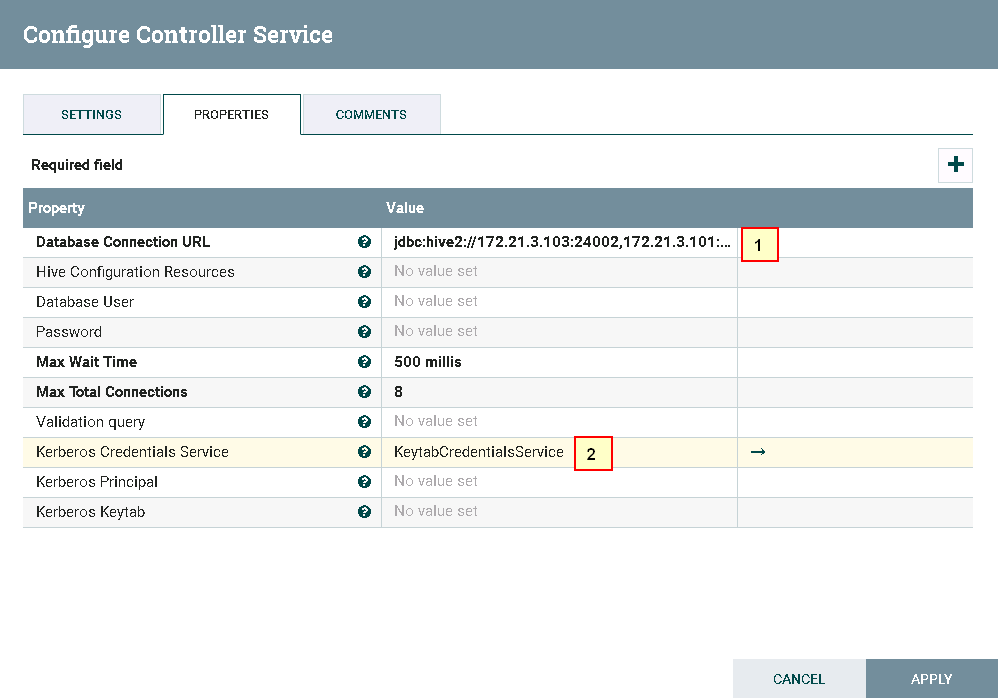 Configure Controller Service
SETTINGS PROPERTIES COMMENTS
Required field
Property Value
Database Connection URL ? jdbc:hive2://172.21.3.103:24002,172.21.3.101:... 1
Hive Configuration Resources ? No value set
Database User ? No value set
Password ? No value set
Max Wait Time ? 500 millis
Max Total Connections ? 8
Validation query ? No value set
Kerberos Credentials Service ? KeytabCredentialsService 2 →
Kerberos Principal ? No value set
Kerberos Keytab ? No value set
CANCEL APPLY